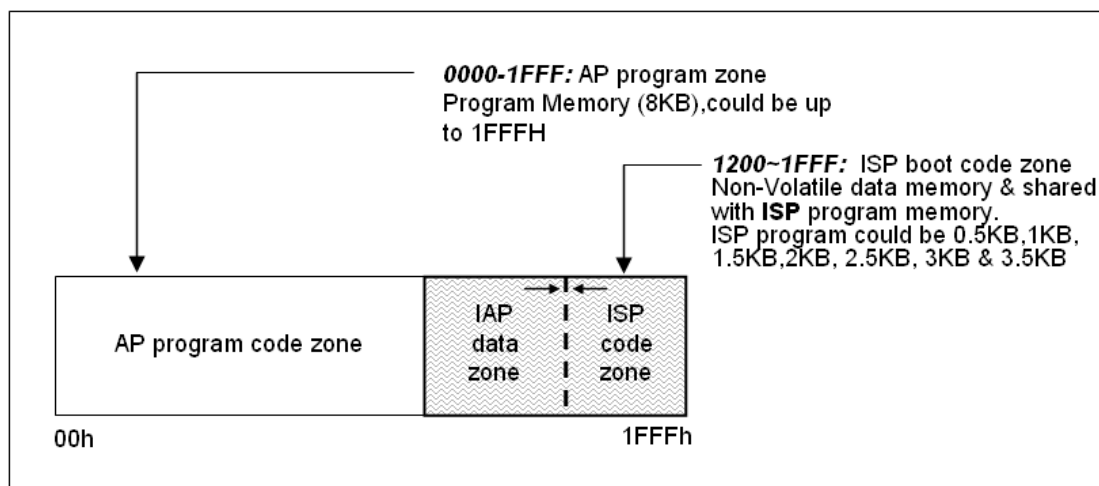 0000-1FFF: AP program zone
Program Memory (8KB),could be up
to 1FFFH
1200~1FFF: ISP boot code zone
Non-Volatile data memory & shared
with ISP program memory.
ISP program could be 0.5KB,1KB,
1.5KB,2KB, 2.5KB, 3KB & 3.5KB
AP program code zone
IAP
data
zone
ISP
code
zone
00h
1FFFh